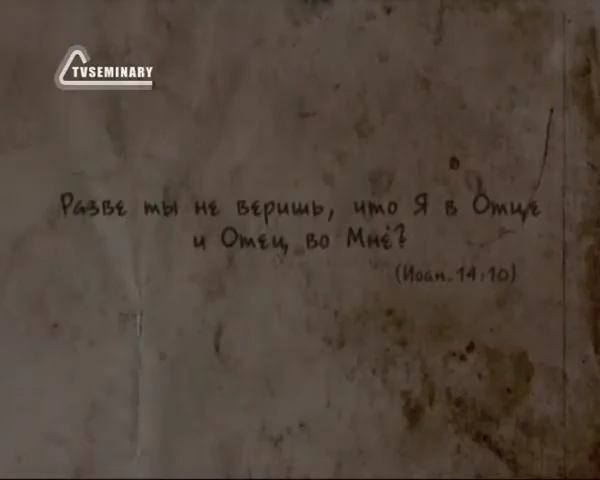 TVSEMINARY
Разве ты не веришь, что Я в Отце
и Отец во Мне?
(Иоан. 14:10)